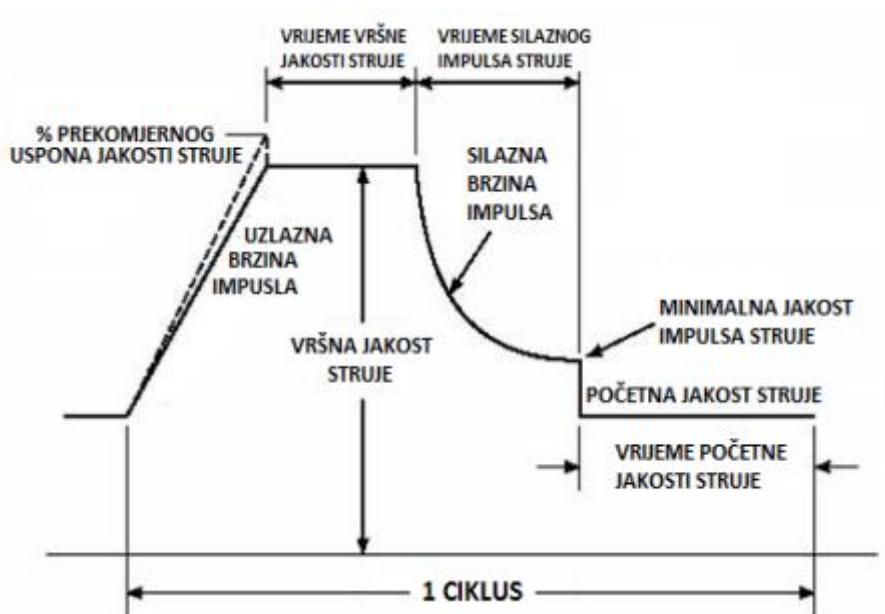 VRIJEME VRŠNE
JAKOSTI STRUJE
VRIJEME SILAZNOG
IMPULSA STRUJE
% PREKOMJERNOG
USPONA JAKOSTI STRUJE
SILAZNA
BRZINA
IMPULSA
UZLAZNA
BRZINA
IMPUSLA
MINIMALNA JAKOST
IMPULSA STRUJE
VRŠNA JAKOST
STRUJE
POČETNA JAKOST STRUJE
VRIJEME POČETNE
JAKOSTI STRUJE
1 CIKLUS